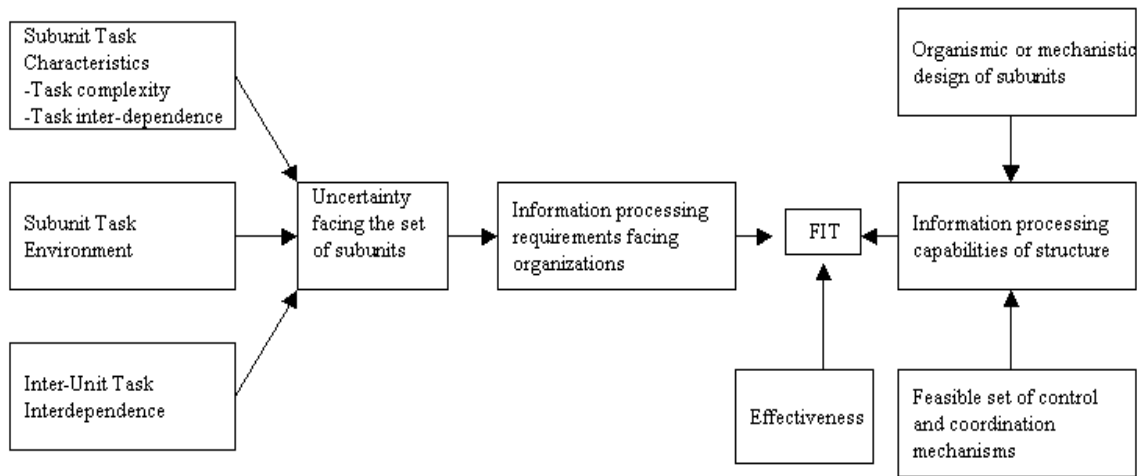 Subunit Task
Characteristics
-Task complexity
-Task inter-dependence
Subunit Task
Environment
Inter-Unit Task
Interdependence
Uncertainty
facing the set
of subunits
Information processing
requirements facing
organizations
FIT
Effectiveness
Organismic or mechanistic
design of subunits
Information processing
capabilities of structure
Feasible set of control
and coordination
mechanisms